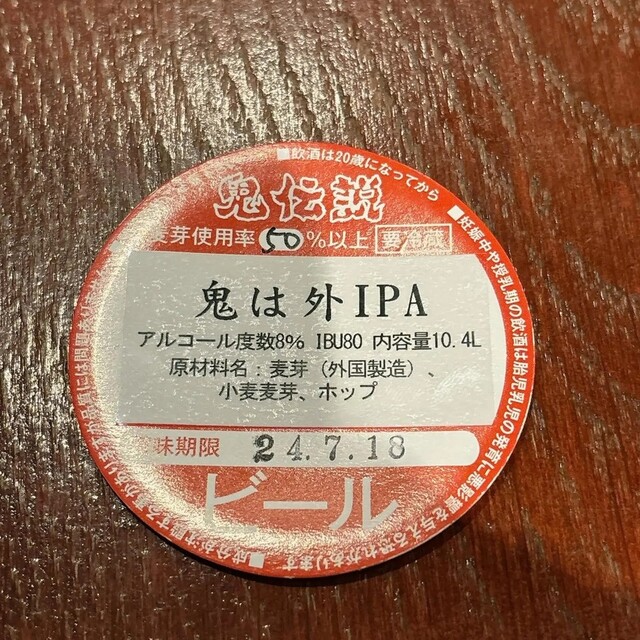 ■飲酒は20歳になってから
■妊娠中や授乳期の飲酒は胎児乳児の発育に悪影響を与える恐れがあります
鬼伝説
麦芽使用率50%以上 要冷蔵
鬼は外IPA
アルコール度数8% IBU80 内容量10.4L
原材料名：麦芽（外国製造）、
小麦麦芽、ホップ
味期限 24.7.18
ビール